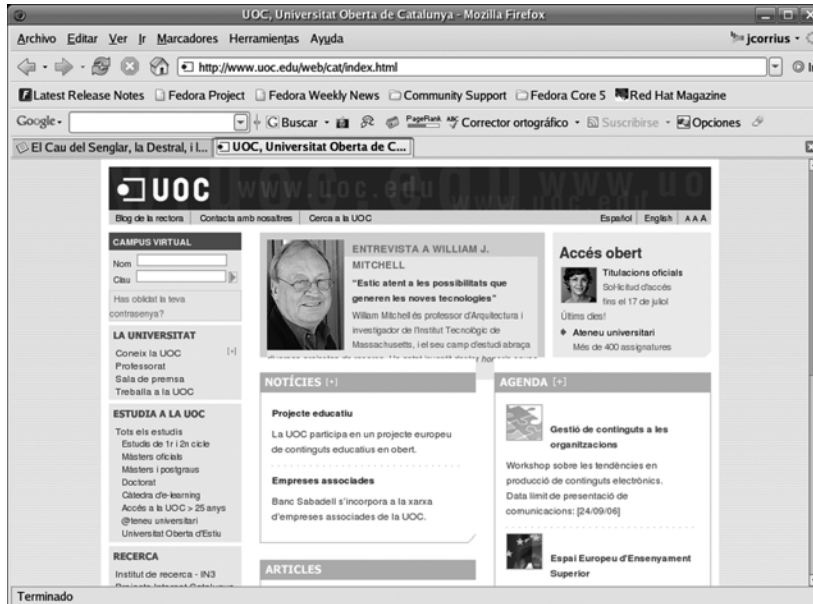 UOC, Universitat Oberta de Catalunya - Mozilla Firefox
Archivo Editar Ver Ir Marcadores Herramientas Ayuda
jcorrius
http://www.uoc.edu/web/cat/index.html
Latest Release Notes Fedora Project Fedora Weekly News Community Support Fedora Core 5 Red Hat Magazine
Google Buscar PageRank Corrector ortográfico Suscribirse Opciones
El Cau del Senglar, la Destral, i l... UOC, Universitat Oberta de C...
UOC www.uoc.edu
Blog de la rectora Contacta amb nosaltres Cerca a la UOC Español English A A A
CAMPUS VIRTUAL
Nom
Clau
Has oblidat la teva
contrasenya?
LA UNIVERSITAT
Coneix la UOC [+]
Professorat
Sala de premsa
Treballa a la UOC
ESTUDIA A LA UOC
Tots els estudis
Estudis de 1r i 2n cicle
Màsters oficials
Màsters i postgraus
Doctorat
Càtedra d'e-learning
Accés a la UOC > 25 anys
@teneu universitari
Universitat Oberta d'Estiu
RECERCA
Institut de recerca - IN3
ENTREVISTA A WILLIAM J.
MITCHELL
"Estic atent a les possibilitats que
generen les noves tecnologies"
William Mitchell és professor d'Arquitectura i
investigador de l'Institut Tecnològic de
Massachusetts, i el seu camp d'estudi abraça
Accés obert
Titulacions oficials
Sol·licitud d'accés
fins el 17 de juliol
Últims dies!
Ateneu universitari
Més de 400 assignatures
NOTÍCIES [+]
Projecte educatiu
La UOC participa en un projecte europeu
de continguts educatius en obert.
Empreses associades
Banc Sabadell s'incorpora a la xarxa
d'empreses associades de la UOC.
ARTICLES
AGENDA [+]
Gestió de continguts a les
organitzacions
Workshop sobre les tendències en
producció de continguts electrònics.
Data límit de presentació de
comunicacions: [24/09/06]
Espai Europeu d'Ensenyament
Superior
Terminado